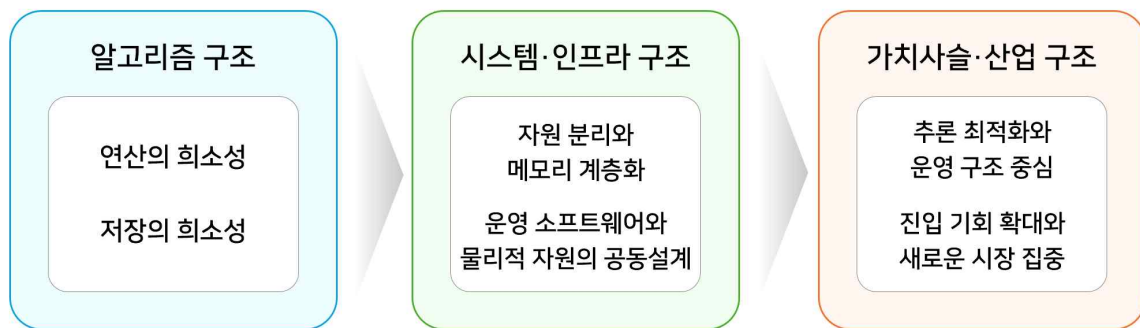 알고리즘 구조
연산의 희소성
저장의 희소성
시스템·인프라 구조
자원 분리와
메모리 계층화
운영 소프트웨어와
물리적 자원의 공동설계
가치사슬·산업 구조
추론 최적화와
운영 구조 중심
진입 기회 확대와
새로운 시장 집중